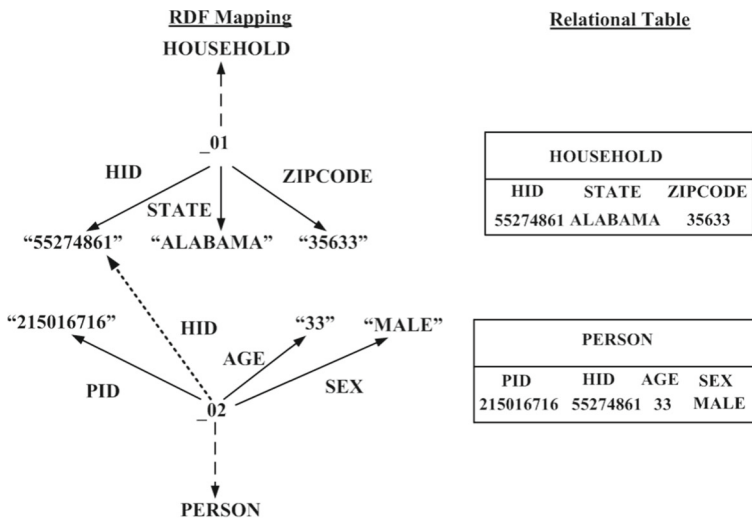 RDF Mapping
HOUSEHOLD
_01
HID
ZIPCODE
STATE
“55274861”
“ALABAMA”
“35633”
“215016716”
HID
“33”
“MALE”
AGE
PID
SEX
_02
PERSON
Relational Table
HOUSEHOLD
HID STATE ZIPCODE
55274861 ALABAMA 35633
PERSON
PID HID AGE SEX
215016716 55274861 33 MALE